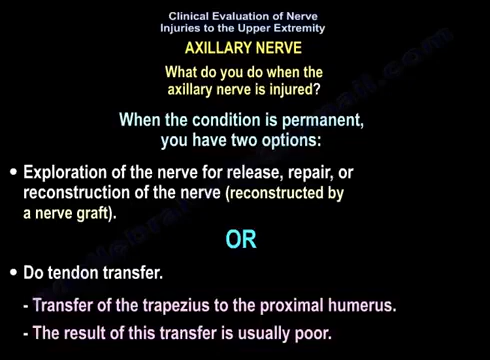 Clinical Evaluation of Nerve
Injuries to the Upper Extremity
AXILLARY NERVE
What do you do when the
axillary nerve is injured?
When the condition is permanent,
you have two options:
• Exploration of the nerve for release, repair, or
reconstruction of the nerve (reconstructed by
a nerve graft).
OR
• Do tendon transfer.
- Transfer of the trapezius to the proximal humerus.
- The result of this transfer is usually poor.